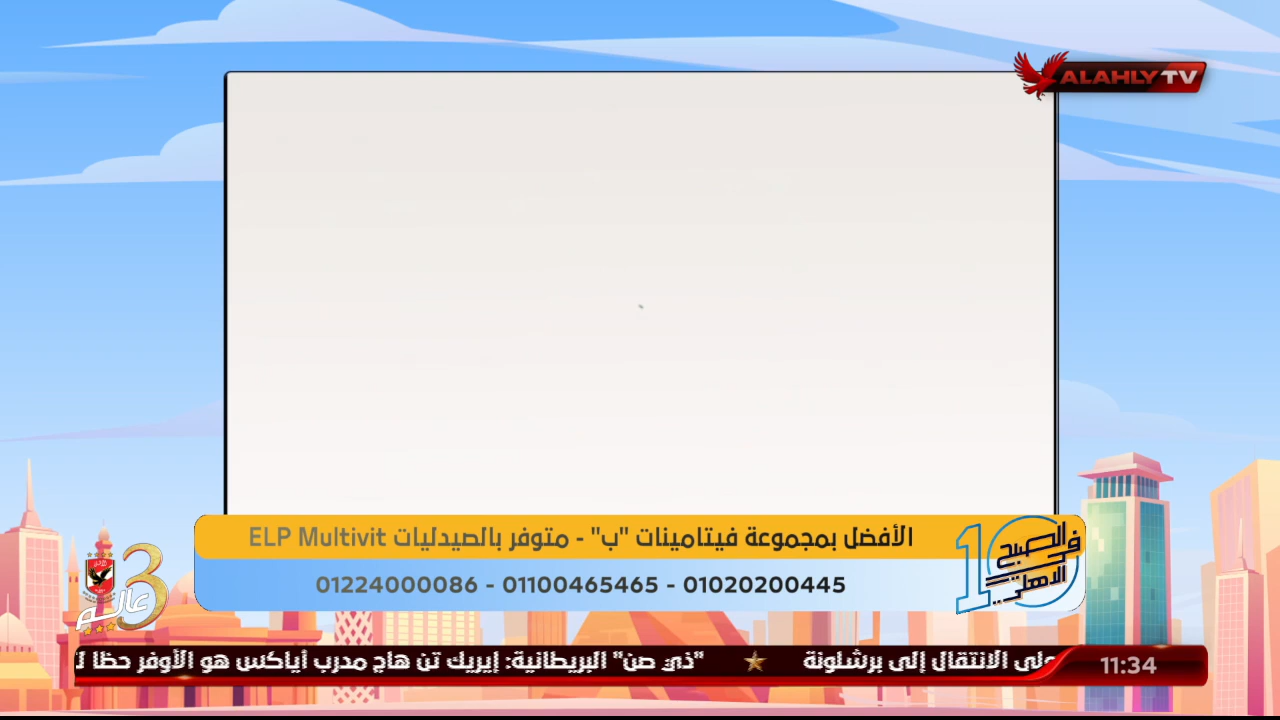 ALAHLY TV
الأفضل بمجموعة فيتامينات "ب" - متوفر بالصيدليات ELP Multivit
01224000086 - 01100465465 - 01020200445
10 الصبح في الأهلي
3 عالم
الانتقال إلى برشلونة ★ "ذي صن" البريطانية: إيريك تن هاج مدرب أياكس هو الأوفر حظا
11:34